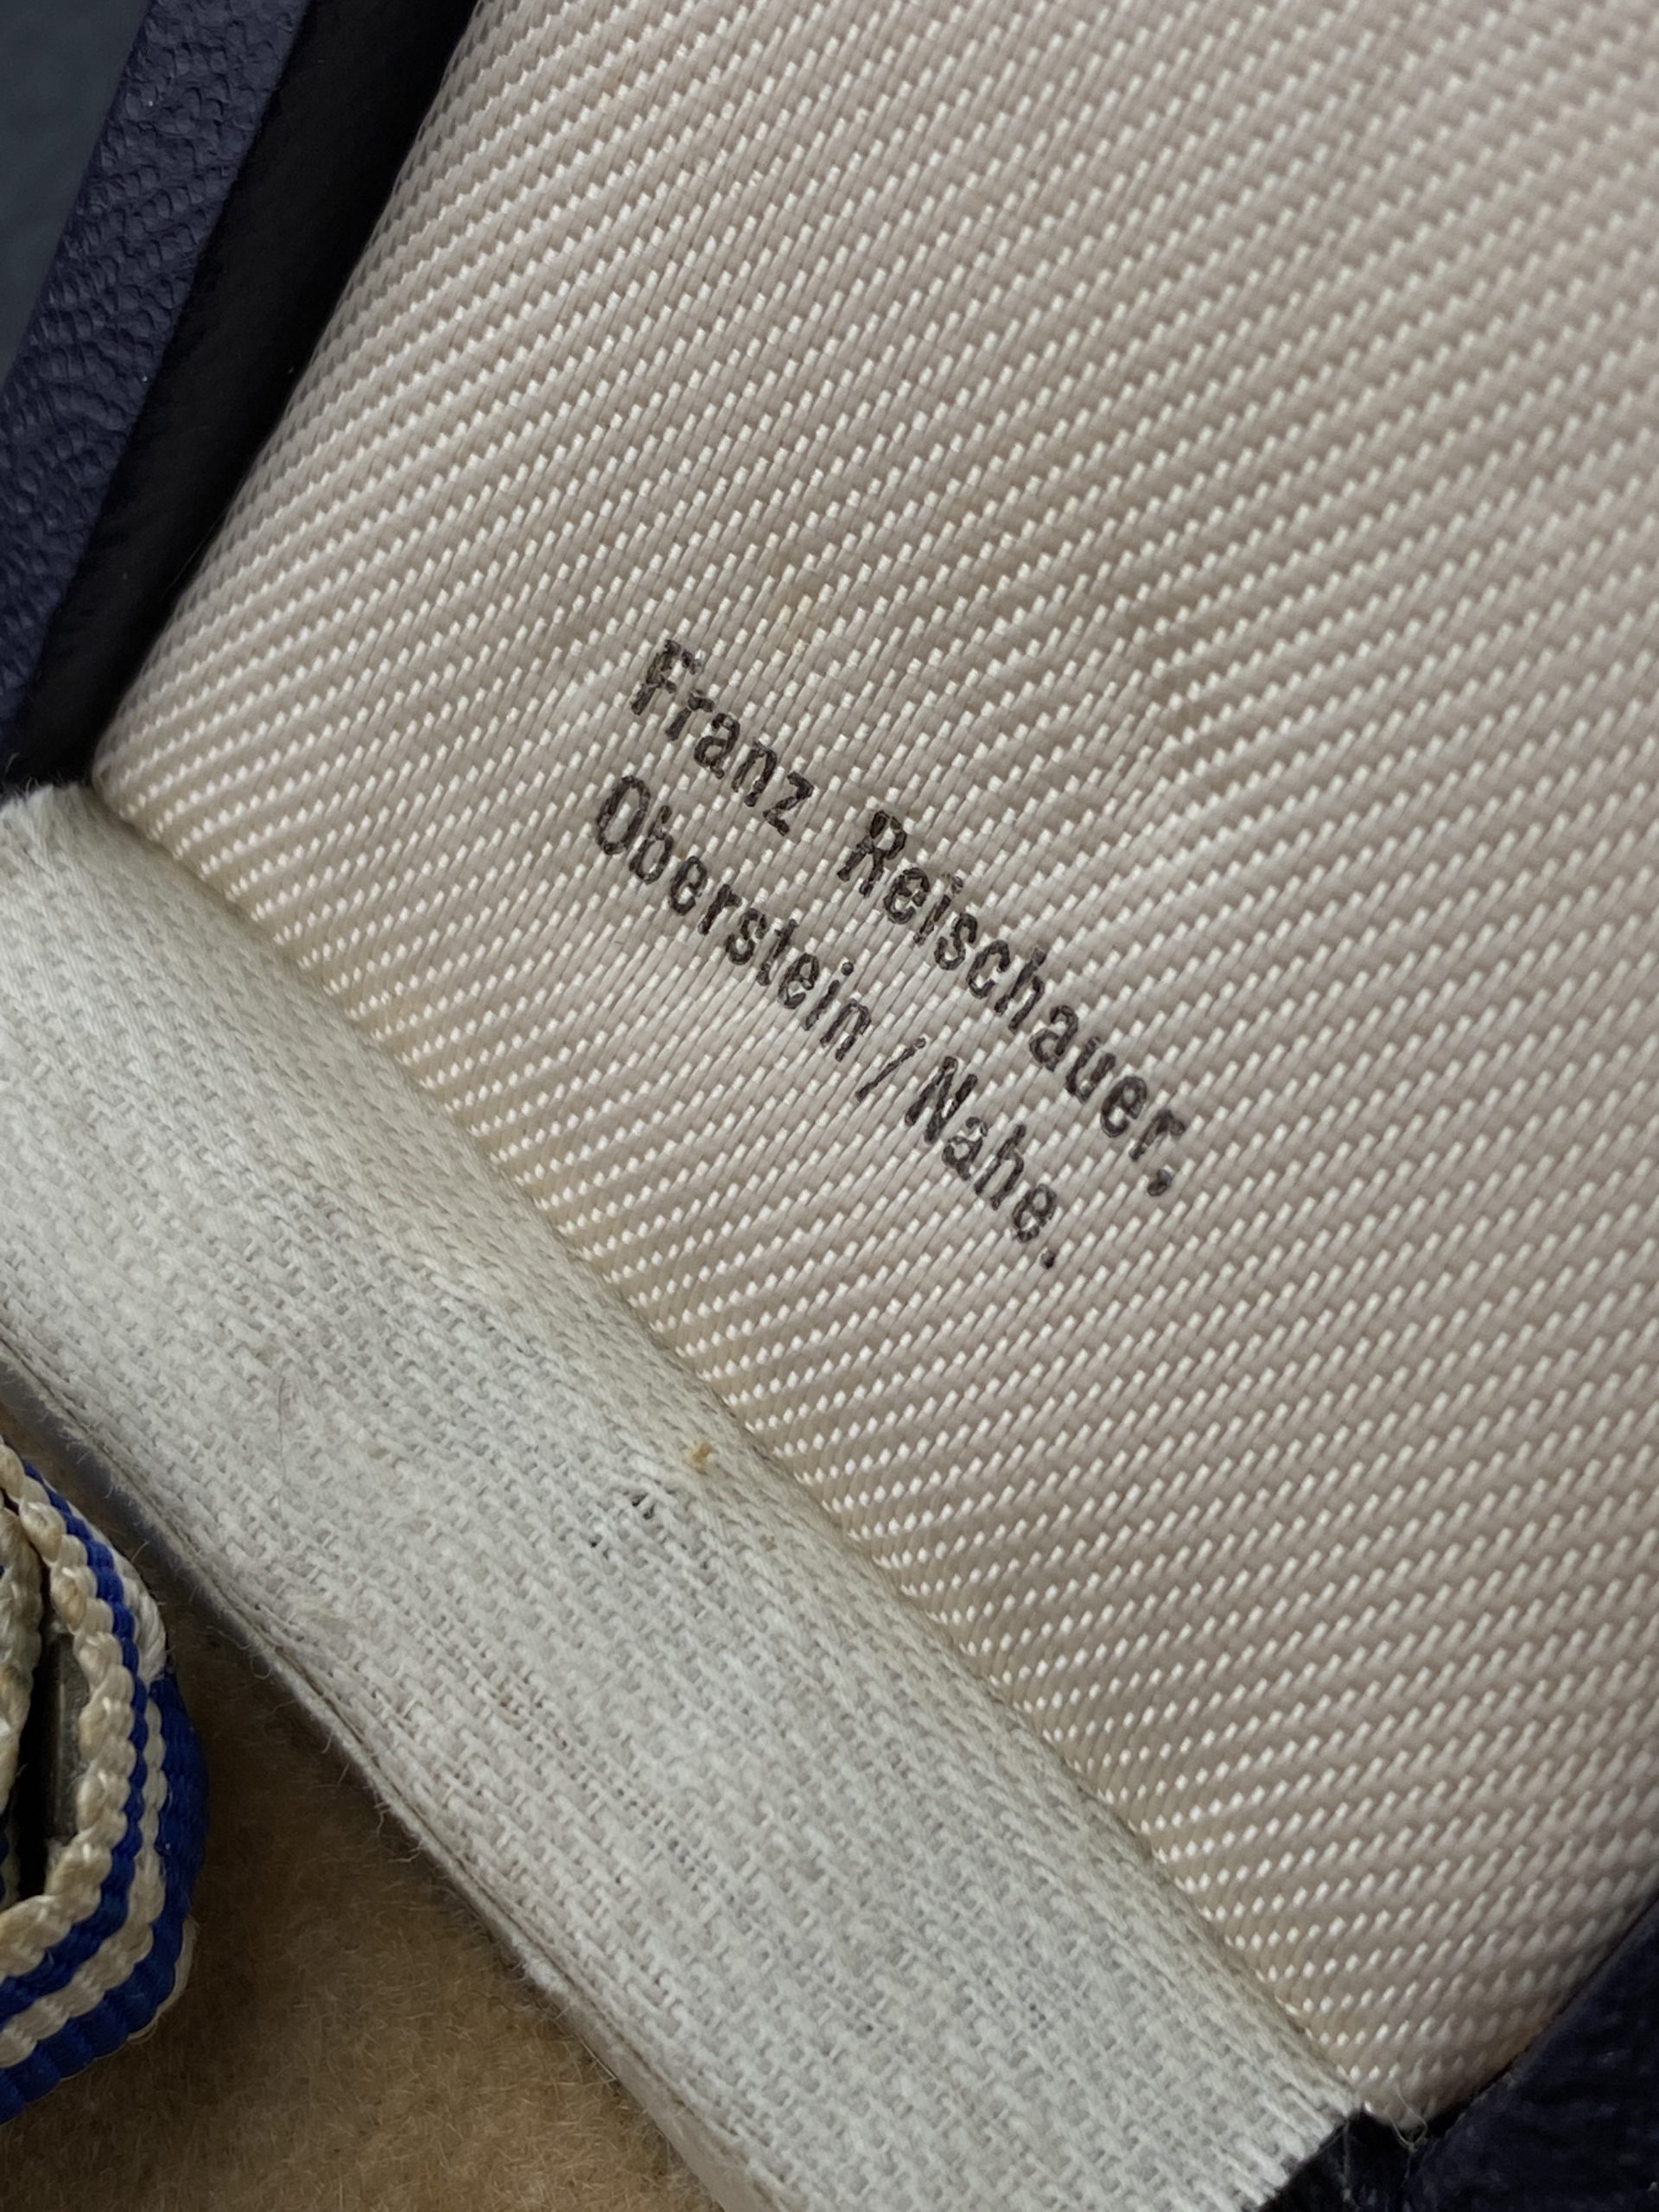 Franz Reischauer,
Oberstein / Nahe.